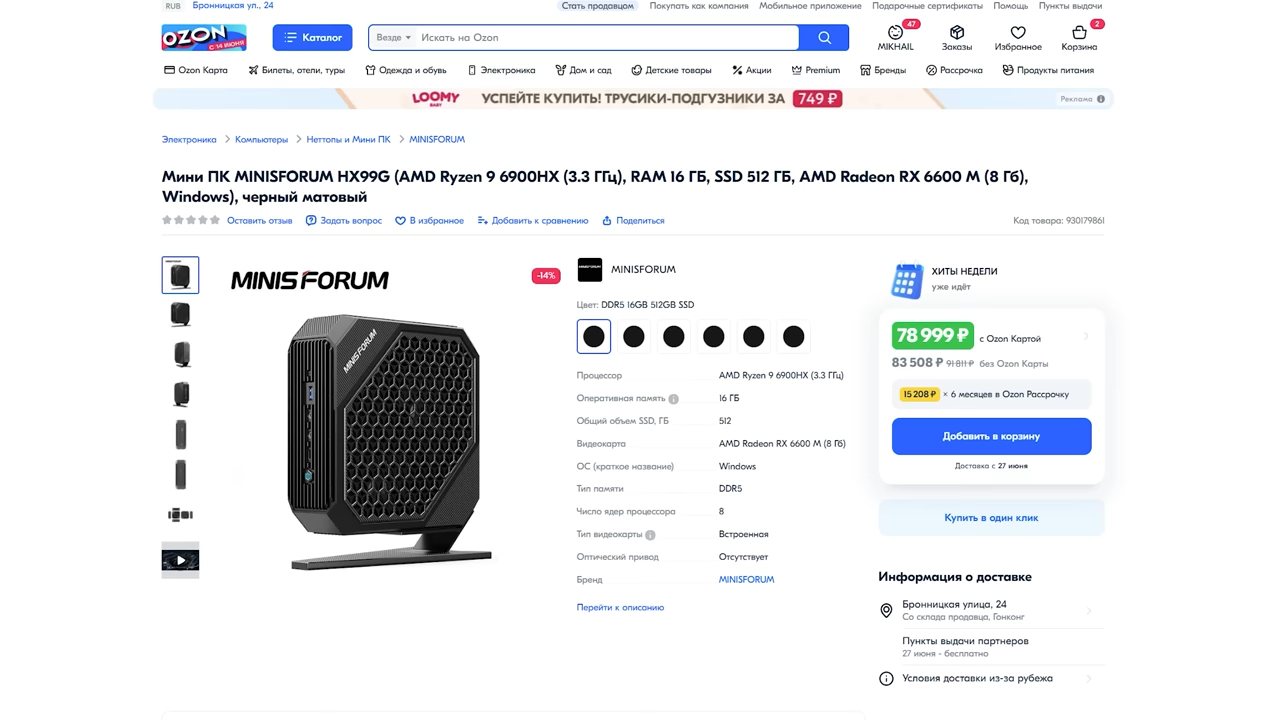 RUB Бронницкая ул., 24 Стать продавцом Покупать как компания Мобильное приложение Подарочные сертификаты Помощь Пункты выдачи
OZON
С 14 ИЮНЯ
Каталог
Везде Искать на Ozon
47
2
MIKHAIL Заказы Избранное Корзина
Ozon Карта Билеты, отели, туры Одежда и обувь Электроника Дом и сад Детские товары Акции Premium Бренды Рассрочка Продукты питания
LOOMY BABY УСПЕЙТЕ КУПИТЬ! ТРУСИКИ-ПОДГУЗНИКИ ЗА 749 ₽ Реклама
Электроника Компьютеры Неттопы и Мини ПК MINISFORUM
Мини ПК MINISFORUM HX99G (AMD Ryzen 9 6900HX (3.3 ГГц), RAM 16 ГБ, SSD 512 ГБ, AMD Radeon RX 6600 M (8 Гб),
Windows), черный матовый
Оставить отзыв Задать вопрос В избранное Добавить к сравнению Поделиться Код товара: 930179861
MINISFORUM
-14%
MINISFORUM
MINISFORUM
Цвет: DDR5 16GB 512GB SSD
Процессор AMD Ryzen 9 6900HX (3.3 ГГц)
Оперативная память 16 ГБ
Общий объем SSD, ГБ 512
Видеокарта AMD Radeon RX 6600 M (8 Гб)
ОС (краткое название) Windows
Тип памяти DDR5
Число ядер процессора 8
Тип видеокарты Встроенная
Оптический привод Отсутствует
Бренд MINISFORUM
Перейти к описанию
ХИТЫ НЕДЕЛИ
уже идёт
78 999 ₽ с Ozon Картой
83 508 ₽ 91 811 ₽ без Ozon Карты
15 208 ₽ × 6 месяцев в Ozon Рассрочку
Добавить в корзину
Доставка с 27 июня
Купить в один клик
Информация о доставке
Бронницкая улица, 24
Со склада продавца, Гонконг
Пункты выдачи партнеров
27 июня - бесплатно
Условия доставки из-за рубежа